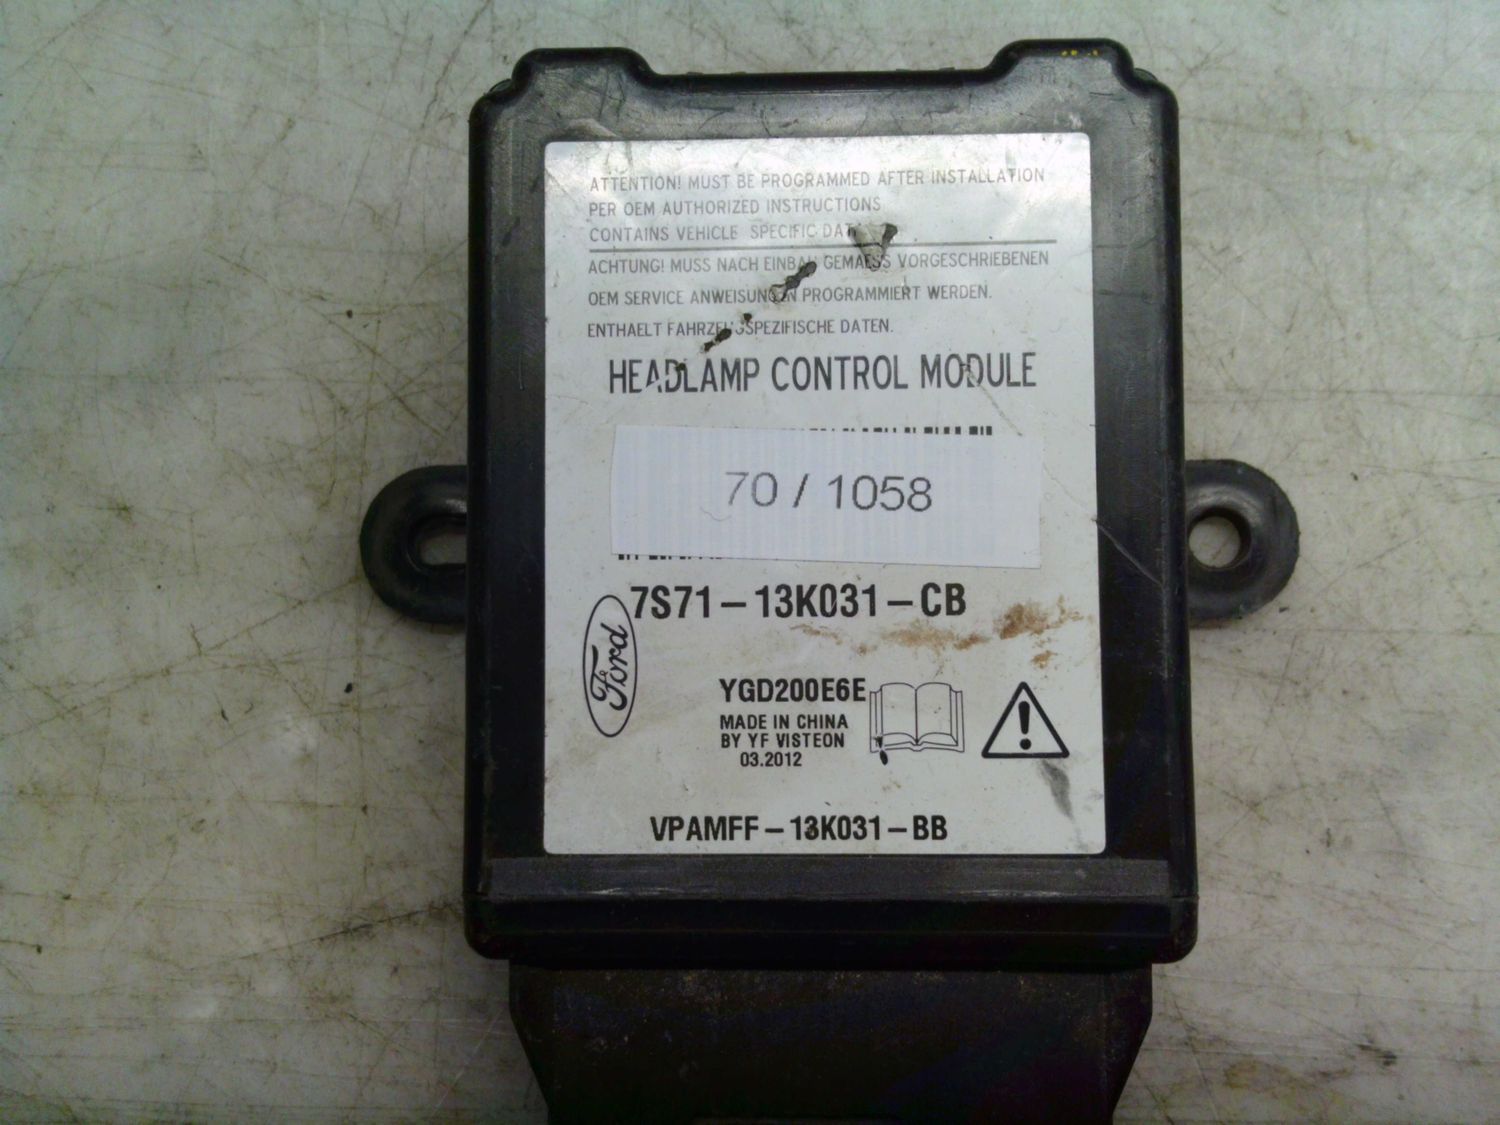 ATTENTION! MUST BE PROGRAMMED AFTER INSTALLATION
PER OEM AUTHORIZED INSTRUCTIONS
CONTAINS VEHICLE SPECIFIC DATA
ACHTUNG! MUSS NACH EINBAU GEMAESS VORGESCHRIEBENEN
OEM SERVICE ANWEISUNGEN PROGRAMMIERT WERDEN.
ENTHAELT FAHRZEUGSPEZIFISCHE DATEN.
HEADLAMP CONTROL MODULE
70 / 1058
7S71-13K031-CB
Ford
YGD200E6E
MADE IN CHINA
BY YF VISTEON
03.2012
VPAMFF-13K031-BB